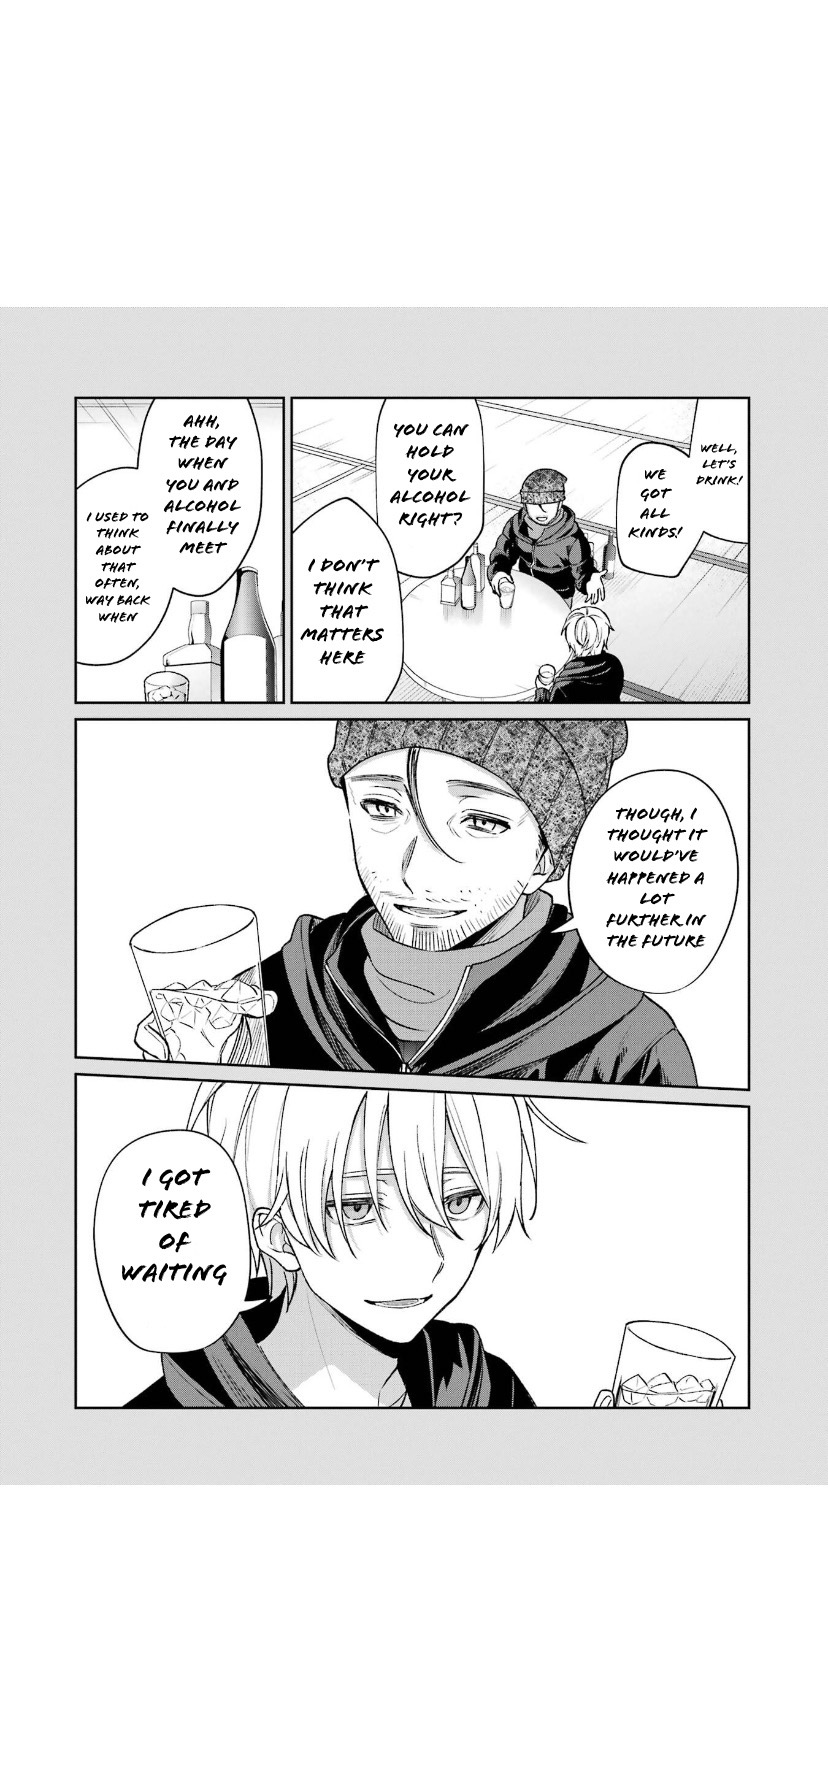 WELL,
LET'S
DRINK!
WE
GOT
ALL
KINDS!
YOU CAN
HOLD
YOUR
ALCOHOL
RIGHT?
I DON'T
THINK
THAT
MATTERS
HERE
AHH,
THE DAY
WHEN
YOU AND
ALCOHOL
FINALLY
MEET
I USED TO
THINK
ABOUT
THAT
OFTEN,
WAY BACK
WHEN
THOUGH, I
THOUGHT IT
WOULD'VE
HAPPENED A
LOT
FURTHER IN
THE FUTURE
I GOT
TIRED
OF
WAITING